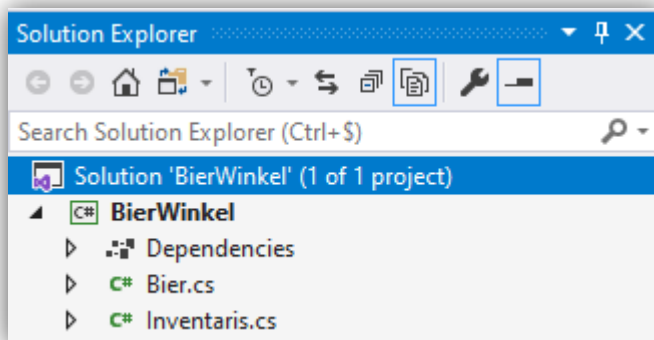 Solution Explorer
Search Solution Explorer (Ctrl+$)
Solution 'BierWinkel' (1 of 1 project)
C# BierWinkel
Dependencies
C# Bier.cs
C# Inventaris.cs